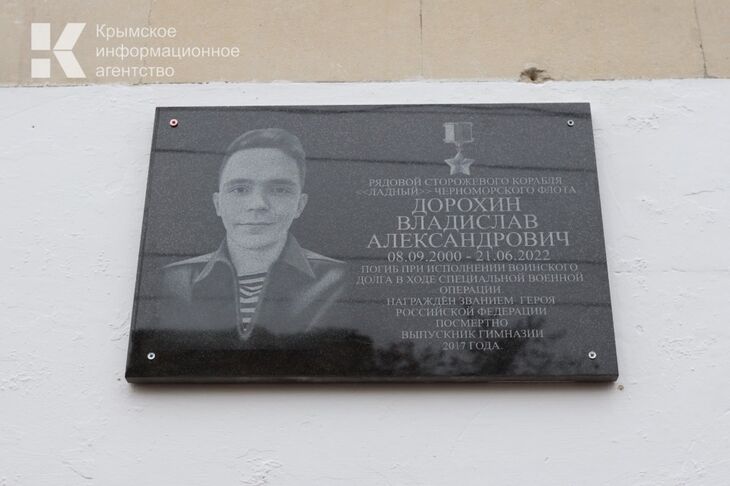 Крымское
информационное
агентство
РЯДОВОЙ СТОРОЖЕВОГО КОРАБЛЯ
<<ЛАДНЫЙ>> ЧЕРНОМОРСКОГО ФЛОТА
ДОРОХИН
ВЛАДИСЛАВ
АЛЕКСАНДРОВИЧ
08.09.2000 - 21.06.2022
ПОГИБ ПРИ ИСПОЛНЕНИИ ВОИНСКОГО
ДОЛГА В ХОДЕ СПЕЦИАЛЬНОЙ ВОЕННОЙ
ОПЕРАЦИИ.
НАГРАЖДЁН ЗВАНИЕМ ГЕРОЯ
РОССИЙСКОЙ ФЕДЕРАЦИИ
ПОСМЕРТНО
ВЫПУСКНИК ГИМНАЗИИ
2017 ГОДА.